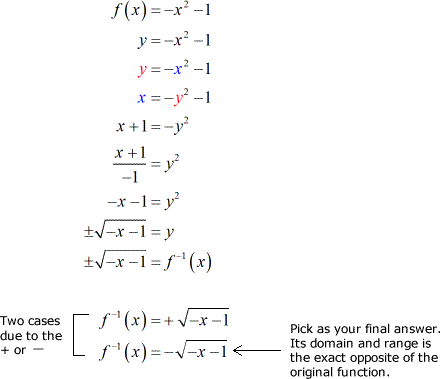 f(x) = -x² - 1
y = -x² - 1
y = -x² - 1
x = -y² - 1
x + 1 = -y²
(x + 1)/(-1) = y²
-x - 1 = y²
±√(-x - 1) = y
±√(-x - 1) = f⁻¹(x)
Two cases
due to the
+ or −
f⁻¹(x) = +√(-x - 1)
f⁻¹(x) = -√(-x - 1)
Pick as your final answer.
Its domain and range is
the exact opposite of the
original function.